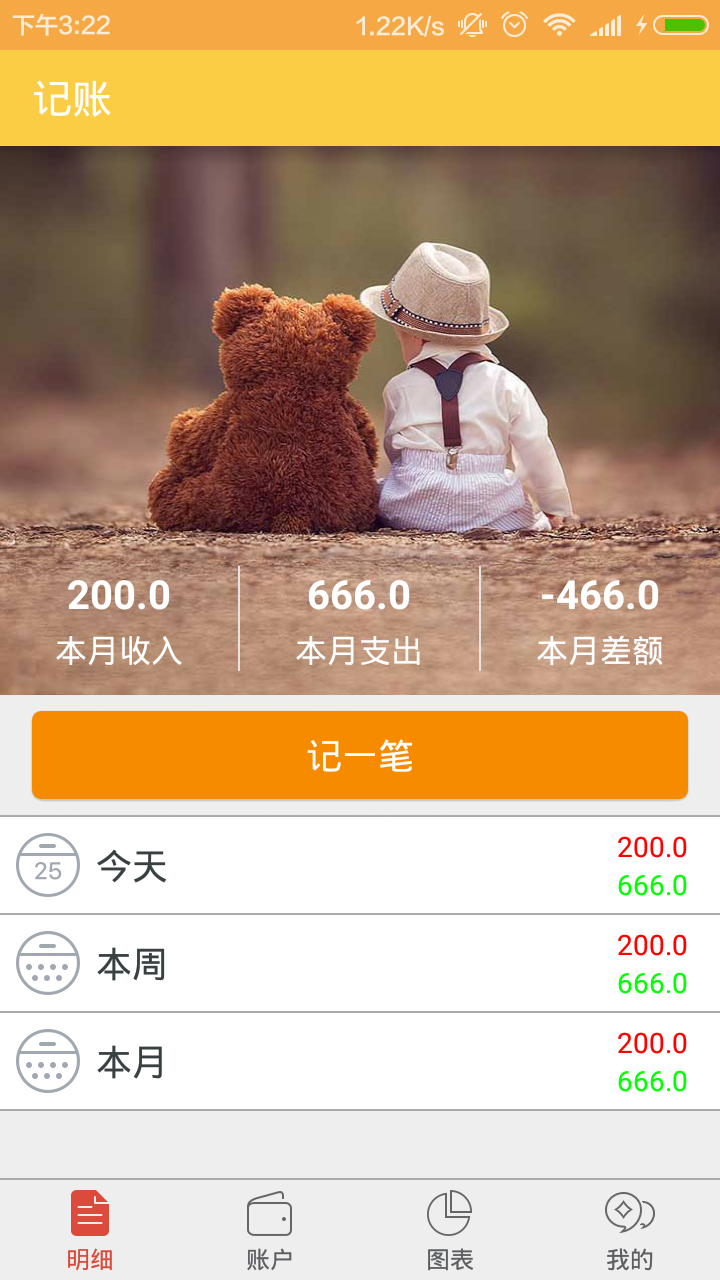 下午3:22 1.22K/s
记账
200.0 666.0 -466.0
本月收入 本月支出 本月差额
记一笔
25 今天 200.0
666.0
本周 200.0
666.0
本月 200.0
666.0
明细 账户 图表 我的